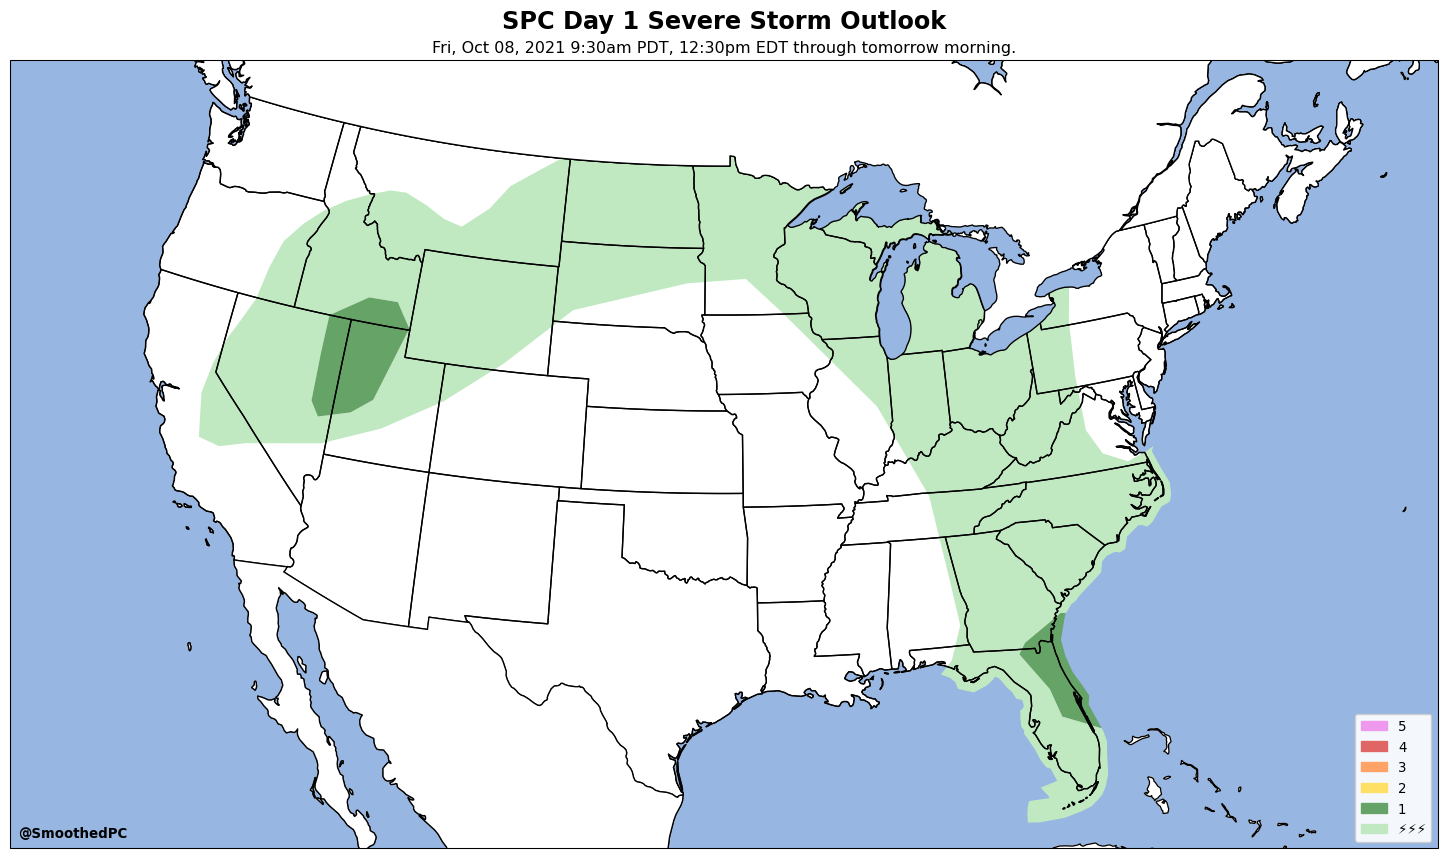 SPC Day 1 Severe Storm Outlook
Fri, Oct 08, 2021 9:30am PDT, 12:30pm EDT through tomorrow morning.
5
4
3
2
1
⚡⚡⚡
@SmoothedPC